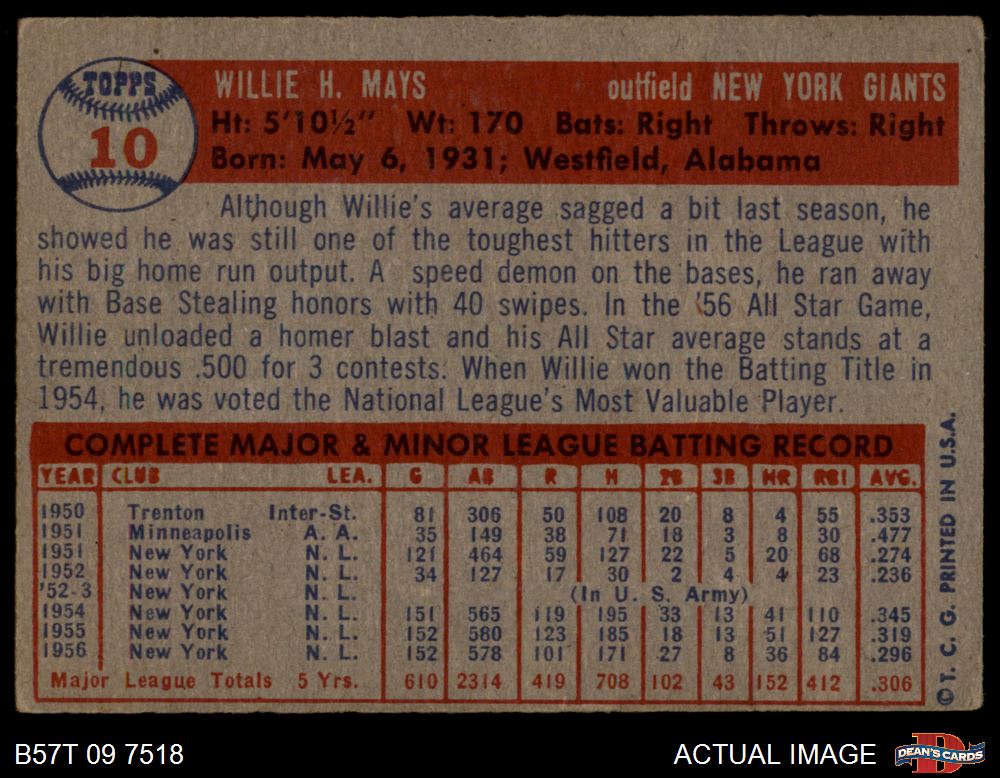 TOPPS
10
WILLIE H. MAYS outfield NEW YORK GIANTS
Ht: 5'10½" Wt: 170 Bats: Right Throws: Right
Born: May 6, 1931; Westfield, Alabama
Although Willie's average sagged a bit last season, he
showed he was still one of the toughest hitters in the League with
his big home run output. A speed demon on the bases, he ran away
with Base Stealing honors with 40 swipes. In the '56 All Star Game,
Willie unloaded a homer blast and his All Star average stands at a
tremendous .500 for 3 contests. When Willie won the Batting Title in
1954, he was voted the National League's Most Valuable Player.
COMPLETE MAJOR & MINOR LEAGUE BATTING RECORD
YEAR CLUB LEA. G AB R H 2B 3B HR RBI AVG.
1950 Trenton Inter-St. 81 306 50 108 20 8 4 55 .353
1951 Minneapolis A. A. 35 149 38 71 18 3 8 30 .477
1951 New York N. L. 121 464 59 127 22 5 20 68 .274
1952 New York N. L. 34 127 17 30 2 4 4 23 .236
'52-3 New York N. L. (In U. S. Army)
1954 New York N. L. 151 565 119 195 33 13 41 110 .345
1955 New York N. L. 152 580 123 185 18 13 51 127 .319
1956 New York N. L. 152 578 101 171 27 8 36 84 .296
Major League Totals 5 Yrs. 610 2314 419 708 102 43 152 412 .306
©T. C. G. PRINTED IN U.S.A.
B57T 09 7518 ACTUAL IMAGE
DEAN'S CARDS